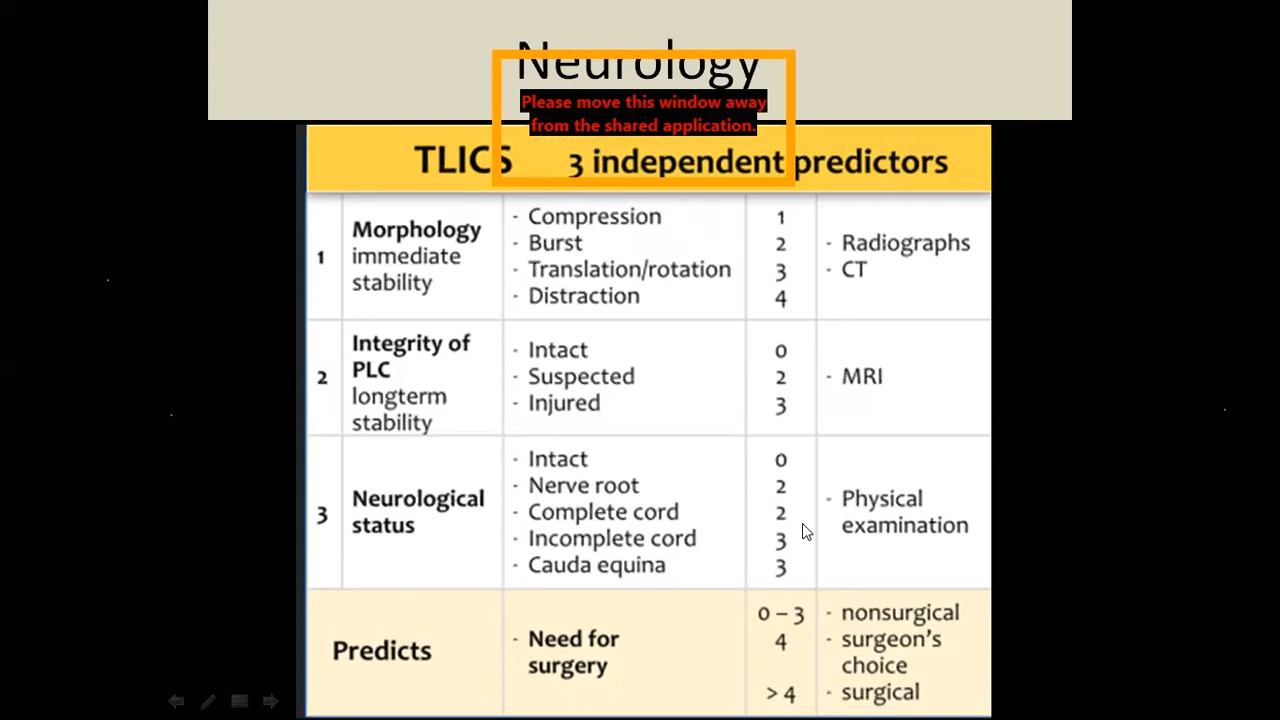 Neurology
Please move this window away
from the shared application.
TLICS 3 independent predictors
1 Morphology immediate stability
- Compression 1
- Burst 2
- Translation/rotation 3
- Distraction 4
- Radiographs
- CT
2 Integrity of PLC longterm stability
- Intact 0
- Suspected 2
- Injured 3
- MRI
3 Neurological status
- Intact 0
- Nerve root 2
- Complete cord 2
- Incomplete cord 3
- Cauda equina 3
- Physical examination
Predicts
- Need for surgery
0 – 3 - nonsurgical
4 - surgeon's choice
> 4 - surgical